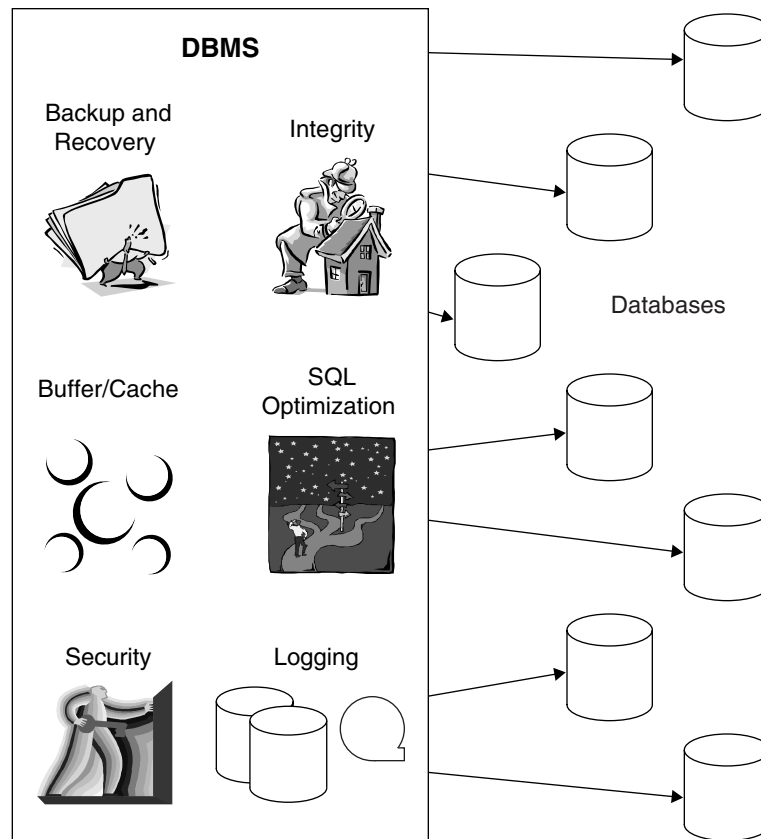 DBMS
Backup and
Recovery
Integrity
Databases
Buffer/Cache
SQL
Optimization
Security
Logging